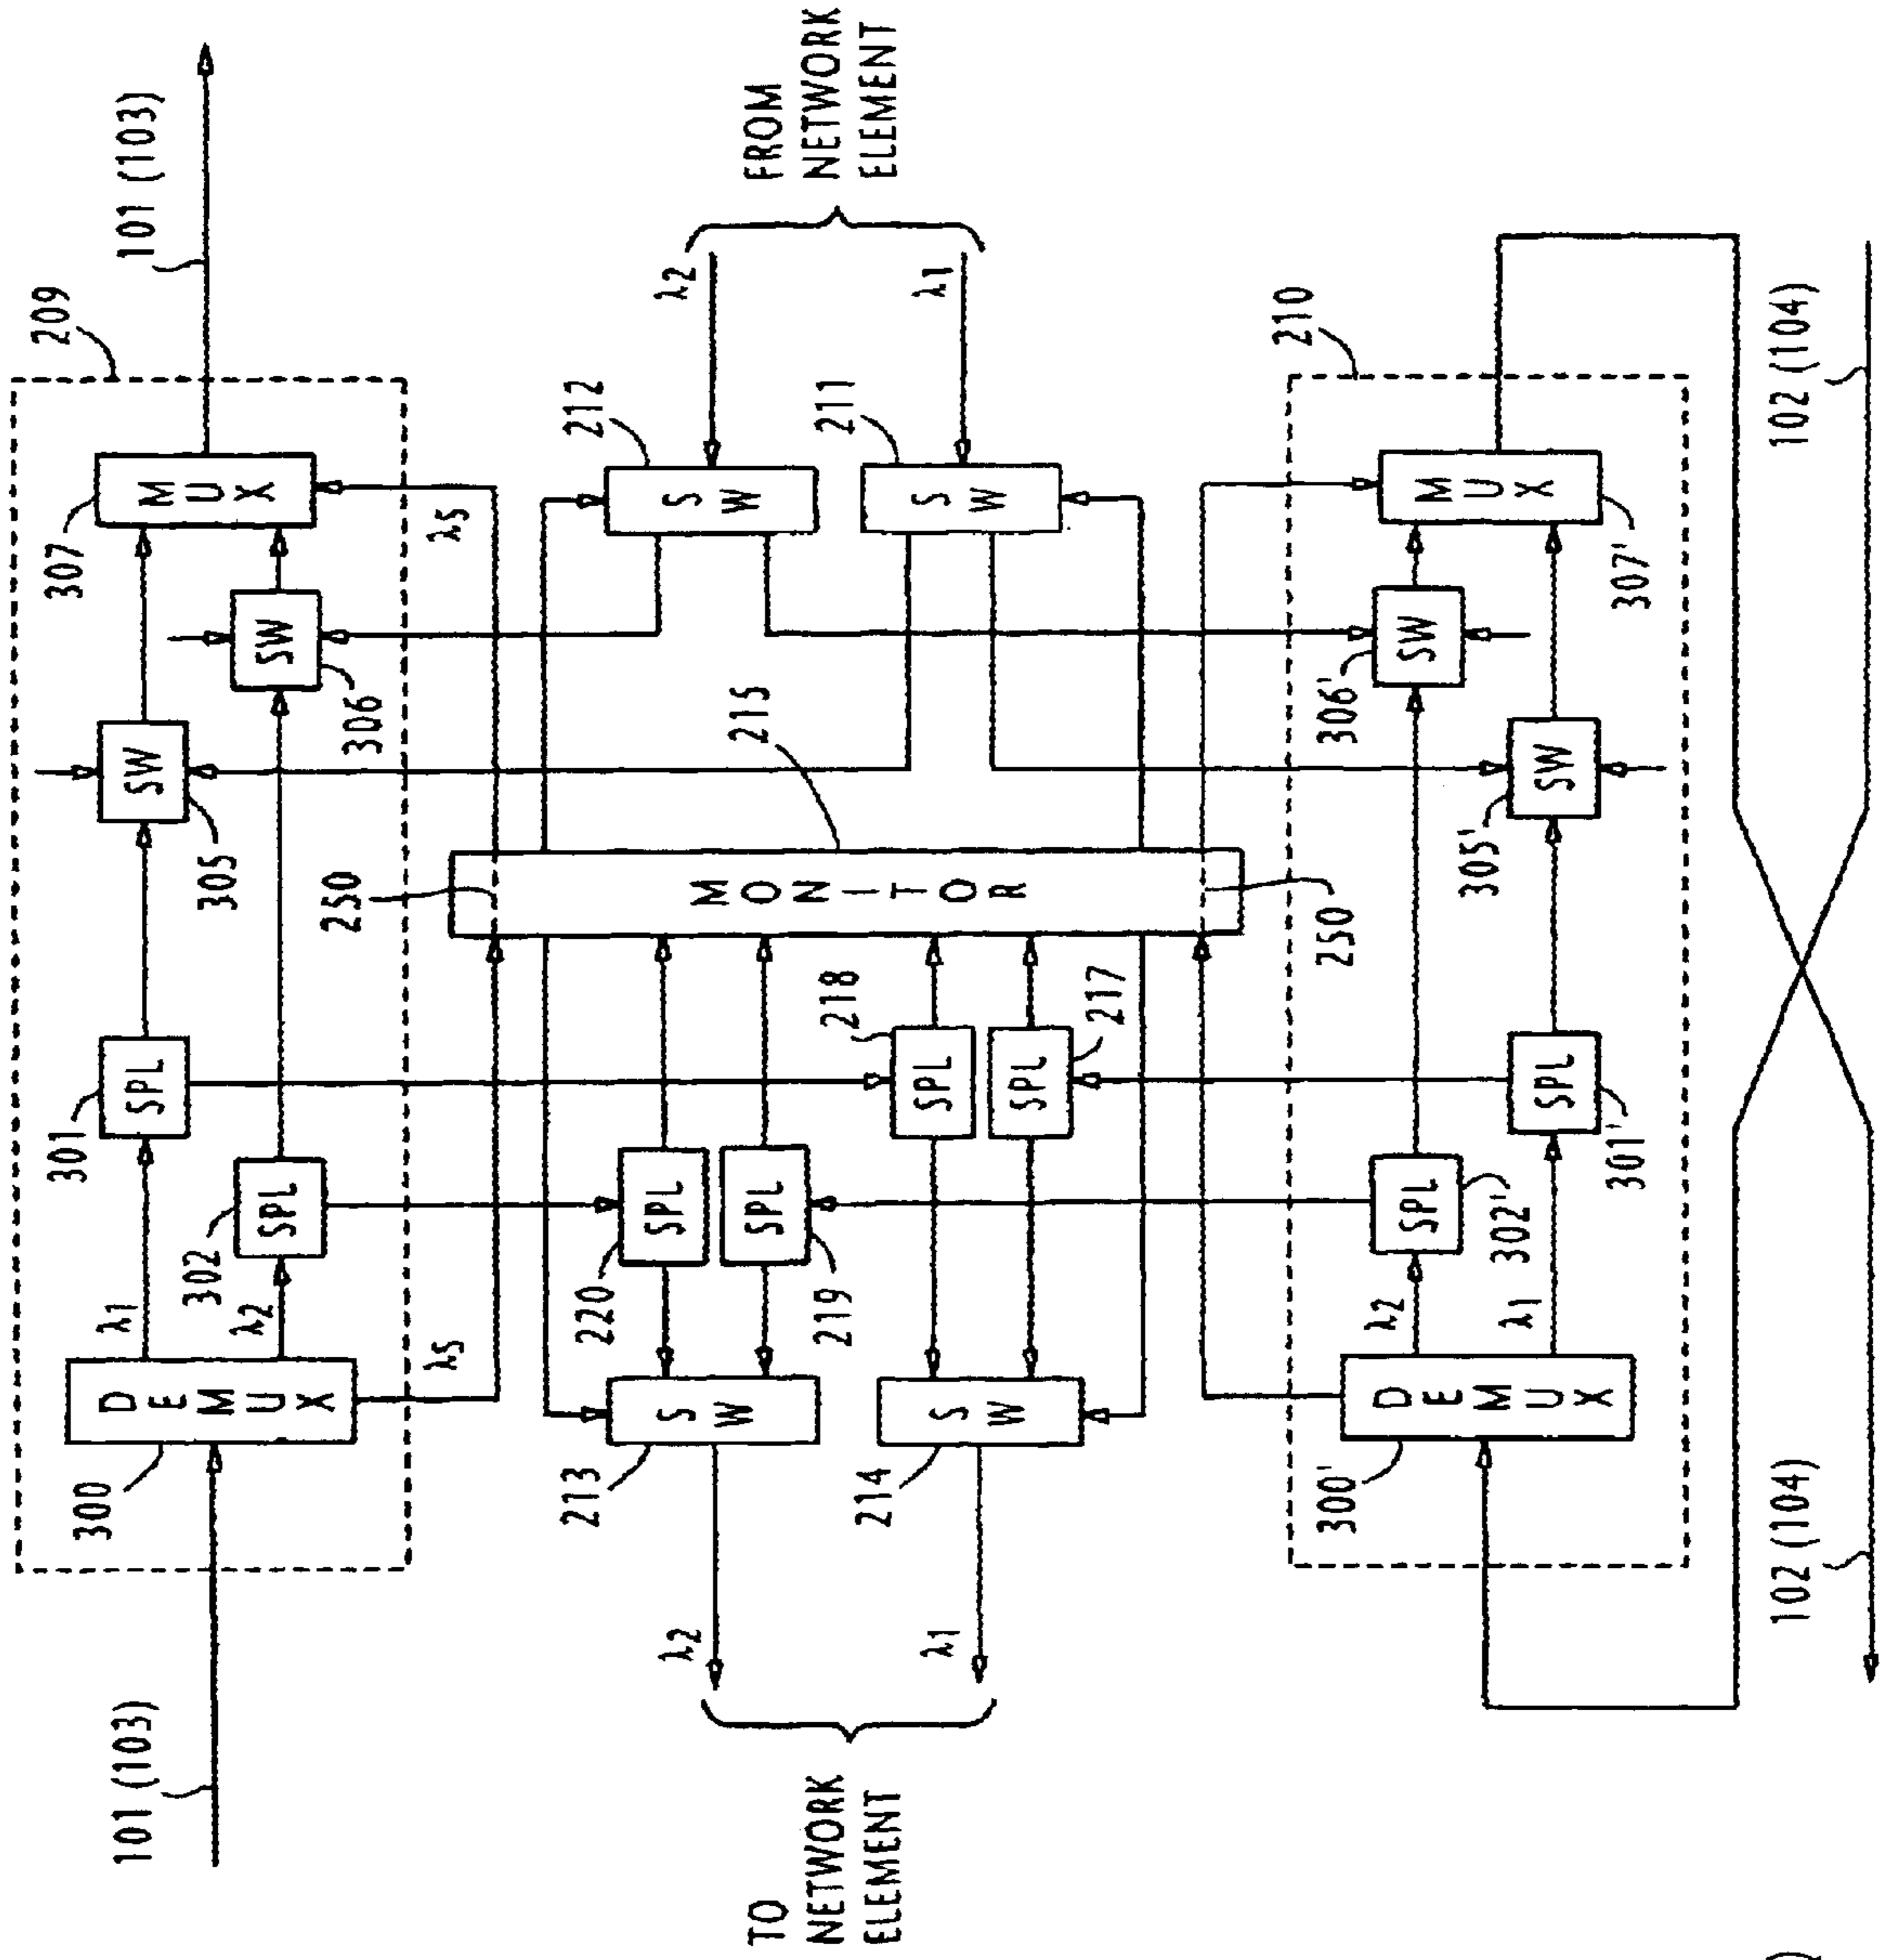 101 (103)
TO
NETWORK
ELEMENT
300
DEMUX
λ1
λ2
λS
301
SPL
302
SPL
305
SW
306
SW
307
MUX
λS
209
101 (103)
213
SW
λ2
214
SW
λ1
220
SPL
219
SPL
218
SPL
217
SPL
250
MONITOR
215
250
212
SW
211
SW
λ2
λ1
FROM
NETWORK
ELEMENT
300'
DEMUX
λ2
λ1
SPL
302'
SPL
301'
306'
SW
305'
SW
MUX
307'
210
102 (104)
102 (104)